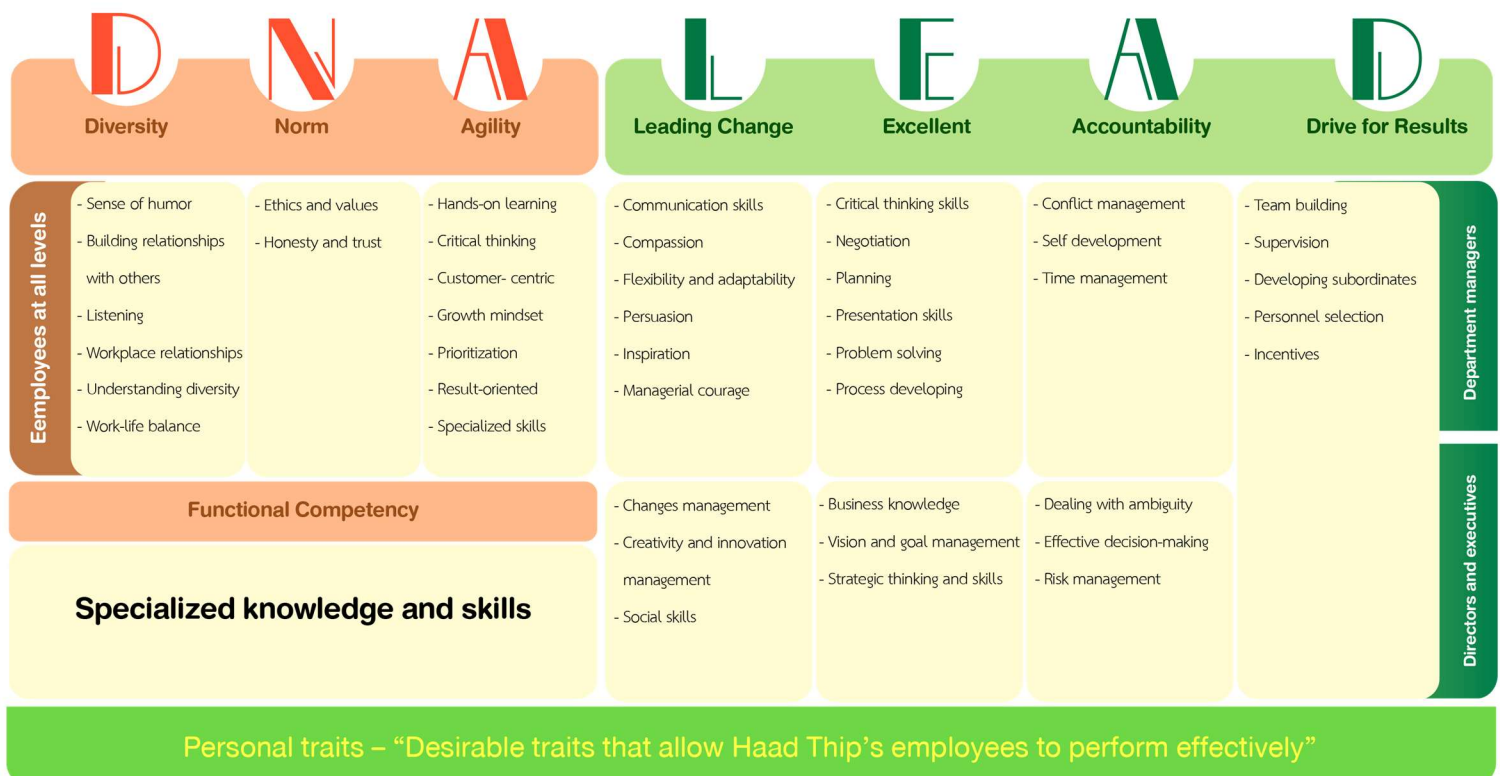 D N A L E A D
Diversity
Norm
Agility
Leading Change
Excellent
Accountability
Drive for Results
Eemployees at all levels
- Sense of humor
- Building relationships
with others
- Listening
- Workplace relationships
- Understanding diversity
- Work-life balance
- Ethics and values
- Honesty and trust
- Hands-on learning
- Critical thinking
- Customer- centric
- Growth mindset
- Prioritization
- Result-oriented
- Specialized skills
- Communication skills
- Compassion
- Flexibility and adaptability
- Persuasion
- Inspiration
- Managerial courage
- Critical thinking skills
- Negotiation
- Planning
- Presentation skills
- Problem solving
- Process developing
- Conflict management
- Self development
- Time management
- Team building
- Supervision
- Developing subordinates
- Personnel selection
- Incentives
Department managers
Functional Competency
Specialized knowledge and skills
- Changes management
- Creativity and innovation
management
- Social skills
- Business knowledge
- Vision and goal management
- Strategic thinking and skills
- Dealing with ambiguity
- Effective decision-making
- Risk management
Directors and executives
Personal traits – “Desirable traits that allow Haad Thip’s employees to perform effectively”